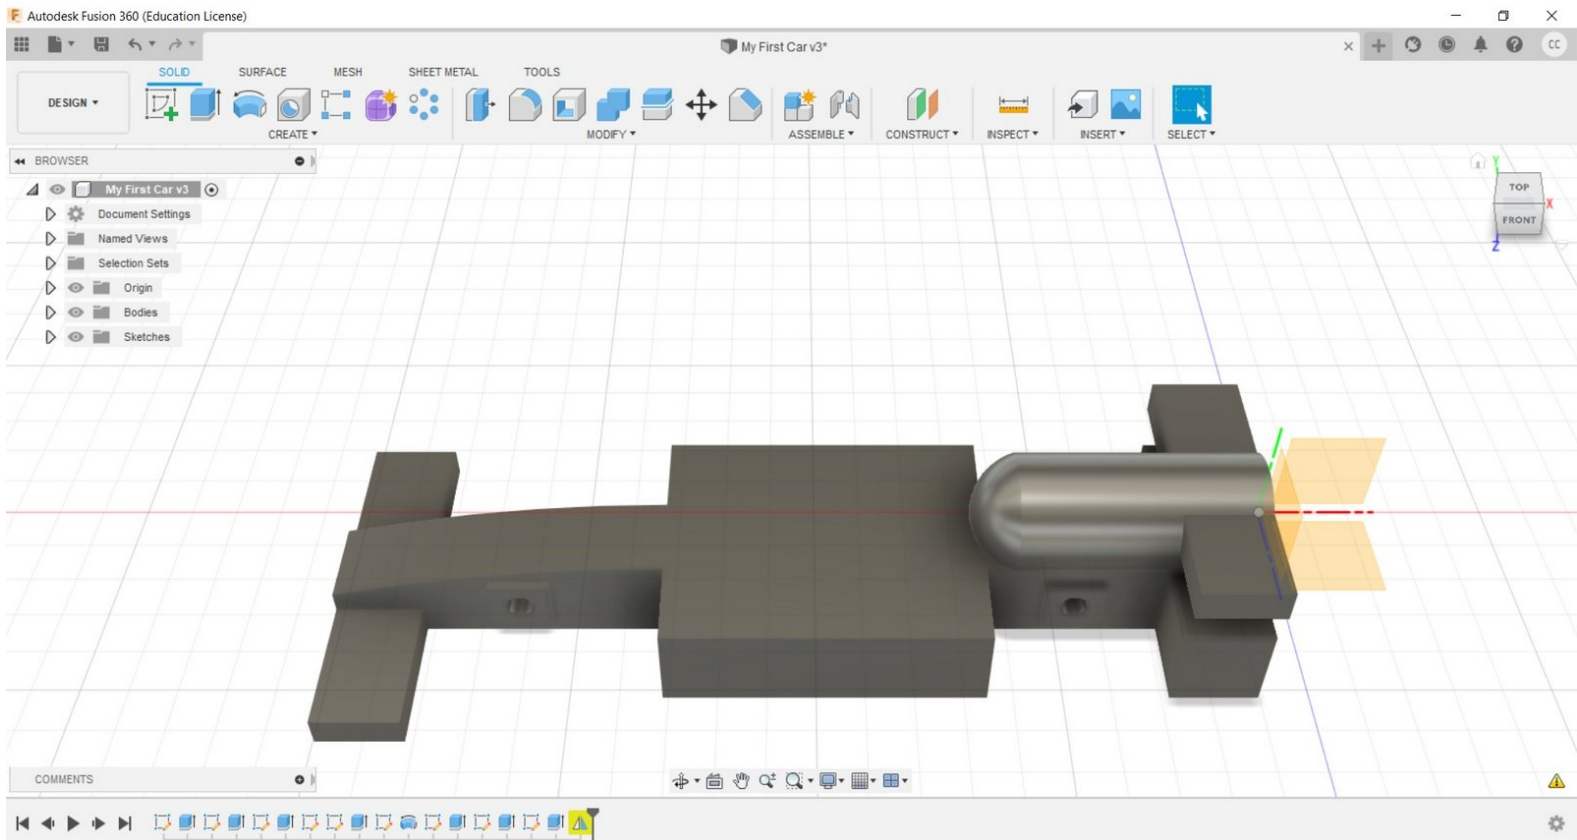 F Autodesk Fusion 360 (Education License)
My First Car v3*
CC
SOLID SURFACE MESH SHEET METAL TOOLS
DESIGN
CREATE MODIFY ASSEMBLE CONSTRUCT INSPECT INSERT SELECT
BROWSER
My First Car v3
Document Settings
Named Views
Selection Sets
Origin
Bodies
Sketches
Y
TOP
X
FRONT
Z
COMMENTS